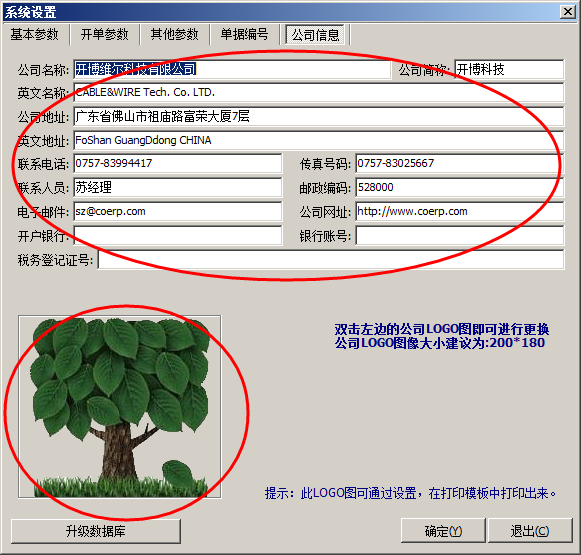 系统设置
基本参数 开单参数 其他参数 单据编号 公司信息
公司名称: 开博维尔科技有限公司 公司简称: 开博科技
英文名称: CABLE&WIRE Tech. Co. LTD.
公司地址: 广东省佛山市祖庙路富荣大厦7层
英文地址: FoShan GuangDdong CHINA
联系电话: 0757-83994417 传真号码: 0757-83025667
联系人员: 苏经理 邮政编码: 528000
电子邮件: sz@coerp.com 公司网址: http://www.coerp.com
开户银行: 银行账号:
税务登记证号:
双击左边的公司LOGO图即可进行更换
公司LOGO图像大小建议为:200*180
提示：此LOGO图可通过设置，在打印模板中打印出来。
升级数据库 确定(Y) 退出(C)